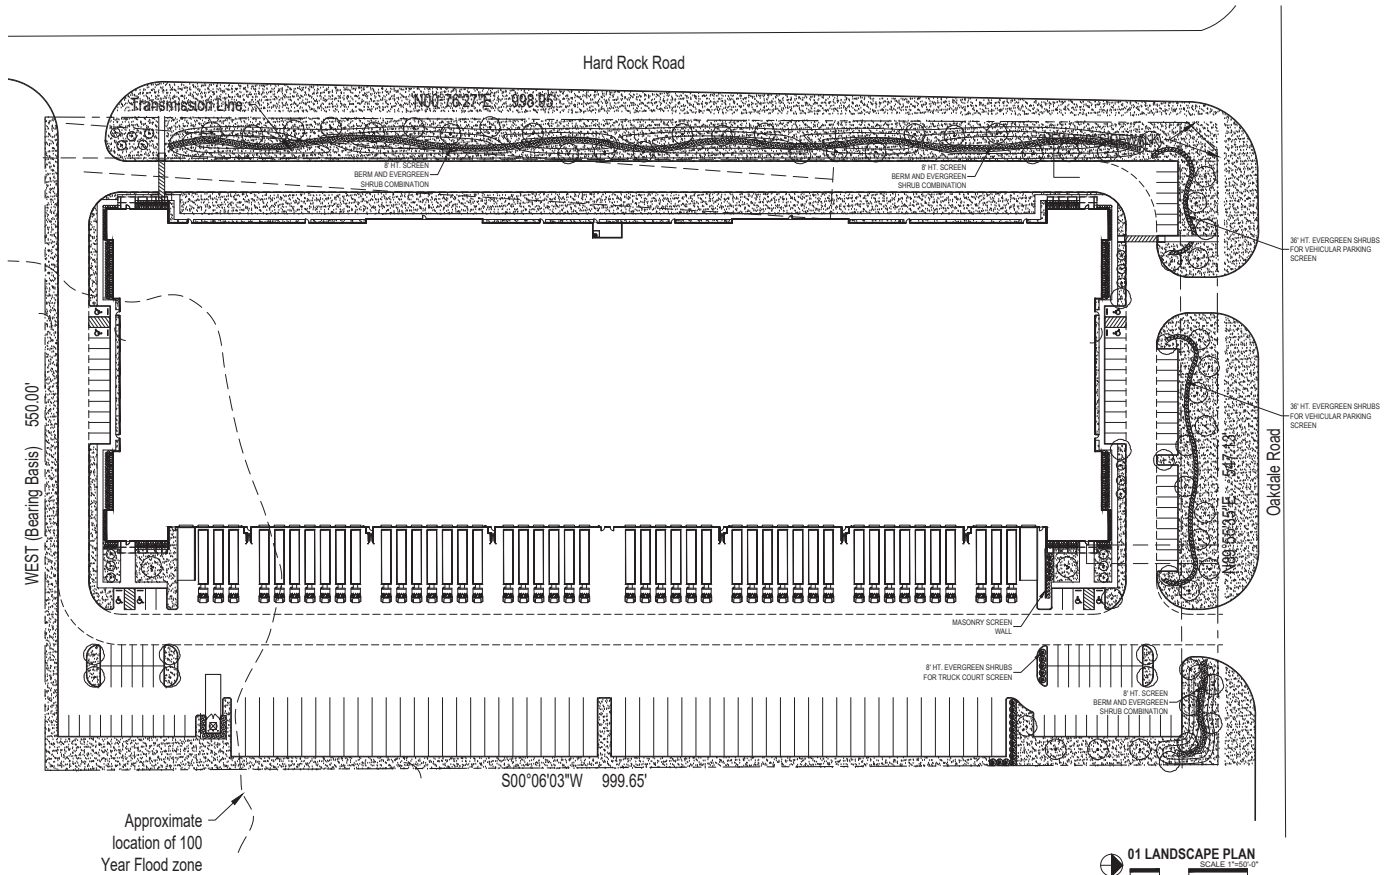 Hard Rock Road
Transmission Line
N00°76'27"E 998.95'
8' HT. SCREEN
BERM AND EVERGREEN
SHRUB COMBINATION
8' HT. SCREEN
BERM AND EVERGREEN
SHRUB COMBINATION
36' HT. EVERGREEN SHRUBS
FOR VEHICULAR PARKING
SCREEN
36' HT. EVERGREEN SHRUBS
FOR VEHICULAR PARKING
SCREEN
WEST (Bearing Basis) 550.00'
Oakdale Road
547.13'
MASONRY SCREEN
WALL
8' HT. EVERGREEN SHRUBS
FOR TRUCK COURT SCREEN
8' HT. SCREEN
BERM AND EVERGREEN
SHRUB COMBINATION
S00°06'03"W 999.65'
Approximate
location of 100
Year Flood zone
01 LANDSCAPE PLAN
SCALE 1"=50'-0"